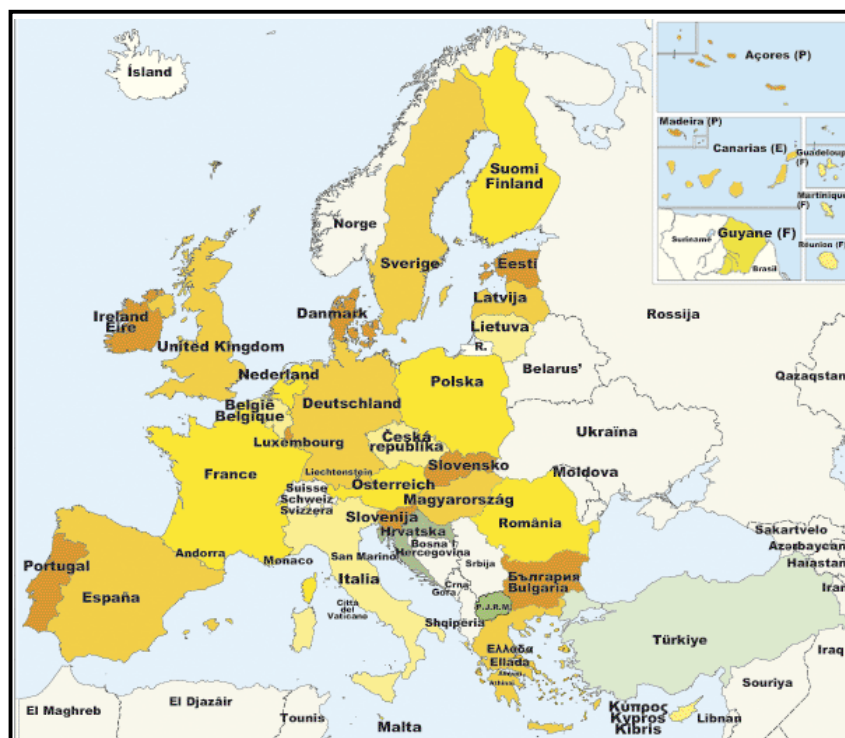 Ísland
Açores (P)
Madeira (P)
Canarias (E)
Guadeloupe
(F)
Martinique
(F)
Suomi
Finland
Norge
Guyane (F)
Suriname
Réunion (F)
Brasil
Sverige
Eestí
Latvija
Lietuva
R.
Rossija
Danmark
Ireland
Éire
United Kingdom
Belarus'
Nederland
Polska
Qazaqstan
België
Belgique
Deutschland
Luxembourg
Česká
republika
Ukraïna
Slovensko
France
Liechtenstein
Moldova
Österreich
Suisse
Schweiz
Svizzera
Magyarország
Slovenija
România
Hrvatska
Sakartvelo
Bosna i
Hercegovina
Azərbaycan
Andorra
Monaco
San Marino
Srbija
Haïastan
Portugal
Italia
Crna
Gora
България
Bulgaria
Iran
España
Città
del
Vaticano
P.J.R.M.
Shqipëria
Türkiye
Ελλάδα
Ellada
Iraq
Souriya
El Maghreb
El Djazâir
Tounis
Malta
Κύπρος
Kypros
Kibris
Libnan